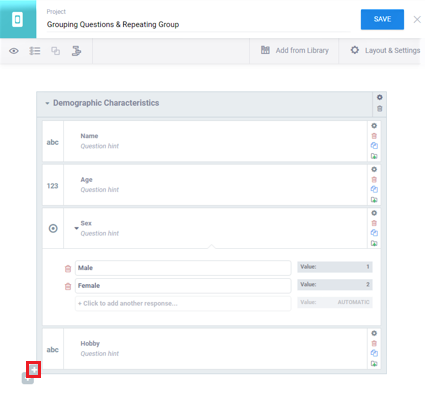 Project
Grouping Questions & Repeating Group
SAVE
Add from Library
Layout & Settings
Demographic Characteristics
abc
Name
Question hint
123
Age
Question hint
Sex
Question hint
Male
Value: 1
Female
Value: 2
+ Click to add another response...
Value: AUTOMATIC
abc
Hobby
Question hint